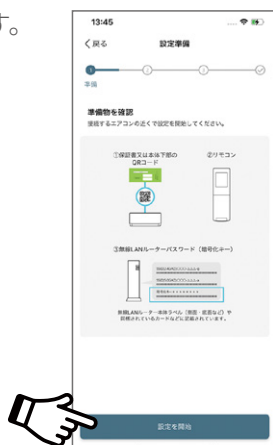 す。
13:45
戻る
設定準備
準備
準備物を確認
接続するエアコンの近くで設定を開始してください。
①保証書又は本体下部の
QRコード
②リモコン
③無線LANルーターパスワード（暗号化キー）
無線LANルーター本体ラベル（側面・底面など）や
同梱されているカードなどに記載されています。
設定を開始